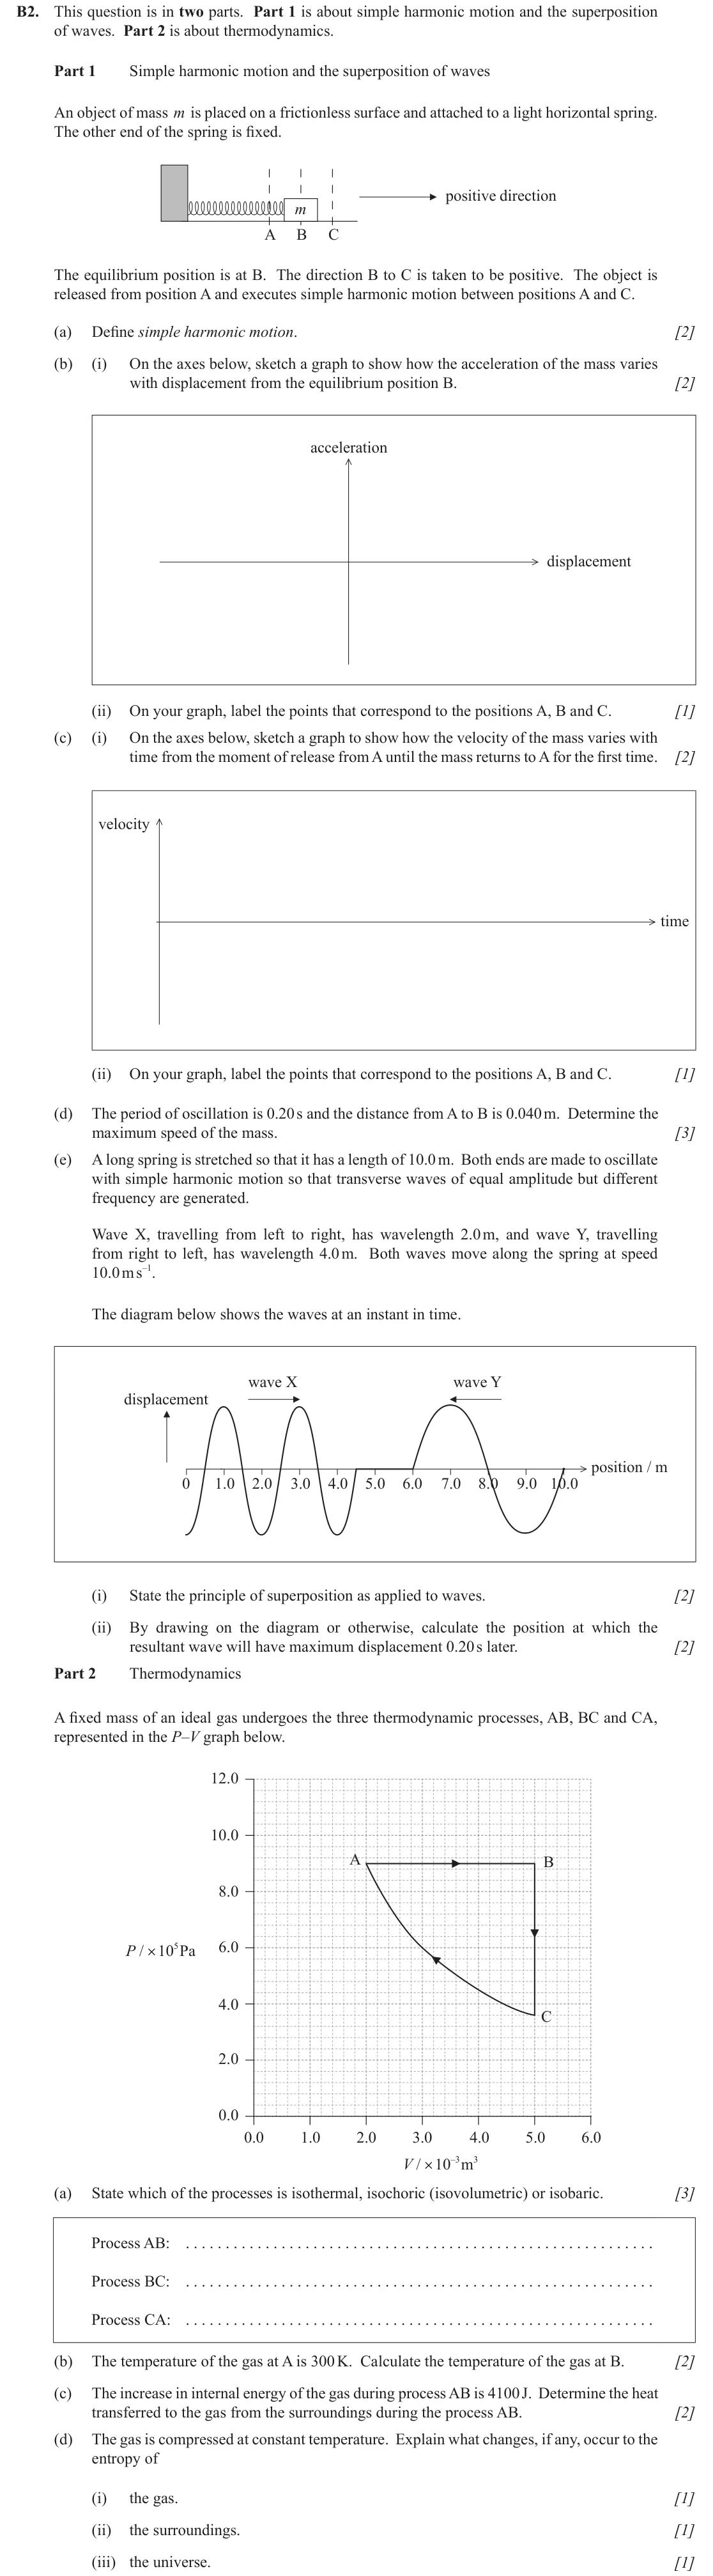 B2. This question is in two parts. Part 1 is about simple harmonic motion and the superposition
of waves. Part 2 is about thermodynamics.
Part 1 Simple harmonic motion and the superposition of waves
An object of mass m is placed on a frictionless surface and attached to a light horizontal spring.
The other end of the spring is fixed.
positive direction
m
A B C
The equilibrium position is at B. The direction B to C is taken to be positive. The object is
released from position A and executes simple harmonic motion between positions A and C.
(a) Define simple harmonic motion. [2]
(b) (i) On the axes below, sketch a graph to show how the acceleration of the mass varies
with displacement from the equilibrium position B. [2]
acceleration
displacement
(ii) On your graph, label the points that correspond to the positions A, B and C. [1]
(c) (i) On the axes below, sketch a graph to show how the velocity of the mass varies with
time from the moment of release from A until the mass returns to A for the first time. [2]
velocity
time
(ii) On your graph, label the points that correspond to the positions A, B and C. [1]
(d) The period of oscillation is 0.20 s and the distance from A to B is 0.040 m. Determine the
maximum speed of the mass. [3]
(e) A long spring is stretched so that it has a length of 10.0 m. Both ends are made to oscillate
with simple harmonic motion so that transverse waves of equal amplitude but different
frequency are generated.
Wave X, travelling from left to right, has wavelength 2.0 m, and wave Y, travelling
from right to left, has wavelength 4.0 m. Both waves move along the spring at speed
10.0 m s⁻¹.
The diagram below shows the waves at an instant in time.
wave X wave Y
displacement
position / m
0 1.0 2.0 3.0 4.0 5.0 6.0 7.0 8.0 9.0 10.0
(i) State the principle of superposition as applied to waves. [2]
(ii) By drawing on the diagram or otherwise, calculate the position at which the
resultant wave will have maximum displacement 0.20 s later. [2]
Part 2 Thermodynamics
A fixed mass of an ideal gas undergoes the three thermodynamic processes, AB, BC and CA,
represented in the P–V graph below.
12.0
10.0
A B
8.0
P / ×10⁵ Pa 6.0
4.0
C
2.0
0.0
0.0 1.0 2.0 3.0 4.0 5.0 6.0
V / ×10⁻³ m³
(a) State which of the processes is isothermal, isochoric (isovolumetric) or isobaric. [3]
Process AB: . . . . . . . . . . . . . . . . . . . . . . . . . . . . . . . . . . . . . . . . . . . . . . . . . . . . . . . . . . .
Process BC: . . . . . . . . . . . . . . . . . . . . . . . . . . . . . . . . . . . . . . . . . . . . . . . . . . . . . . . . . . .
Process CA: . . . . . . . . . . . . . . . . . . . . . . . . . . . . . . . . . . . . . . . . . . . . . . . . . . . . . . . . . . .
(b) The temperature of the gas at A is 300 K. Calculate the temperature of the gas at B. [2]
(c) The increase in internal energy of the gas during process AB is 4100 J. Determine the heat
transferred to the gas from the surroundings during the process AB. [2]
(d) The gas is compressed at constant temperature. Explain what changes, if any, occur to the
entropy of
(i) the gas. [1]
(ii) the surroundings. [1]
(iii) the universe. [1]